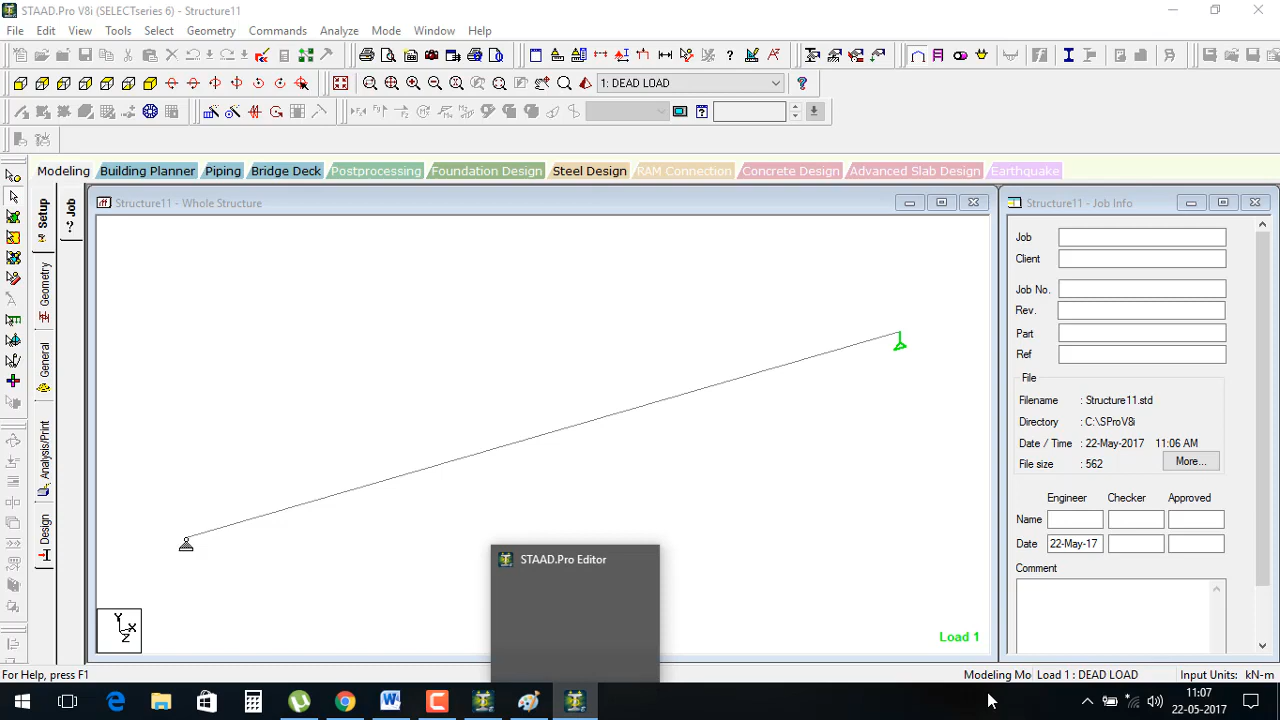 STAAD.Pro V8i (SELECTseries 6) - Structure11
File Edit View Tools Select Geometry Commands Analyze Mode Window Help
1: DEAD LOAD
Modeling Building Planner Piping Bridge Deck Postprocessing Foundation Design Steel Design RAM Connection Concrete Design Advanced Slab Design Earthquake
Setup
Job
Geometry
General
Analysis/Print
Design
Structure11 - Whole Structure
Load 1
STAAD.Pro Editor
Structure11 - Job Info
Job
Client
Job No.
Rev.
Part
Ref
File
Filename : Structure11.std
Directory : C:\SProV8i
Date / Time : 22-May-2017 11:06 AM
File size : 562 More...
Engineer Checker Approved
Name
Date 22-May-17
Comment
For Help, press F1 Modeling Mo Load 1 : DEAD LOAD Input Units: kN-m
11:07
22-05-2017